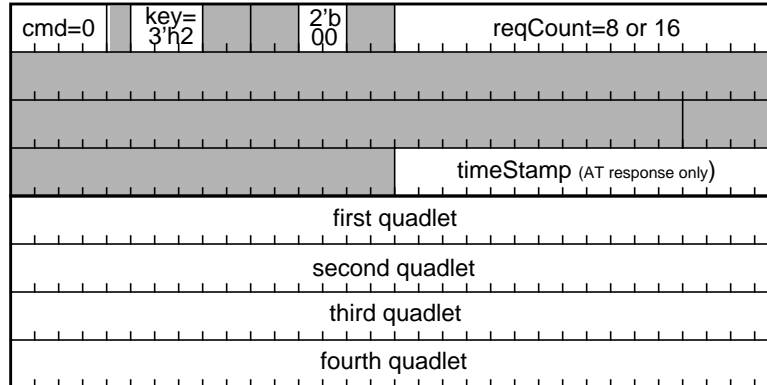 cmd=0 key=3'h2 2'b00 reqCount=8 or 16
timeStamp (AT response only)
first quadlet
second quadlet
third quadlet
fourth quadlet